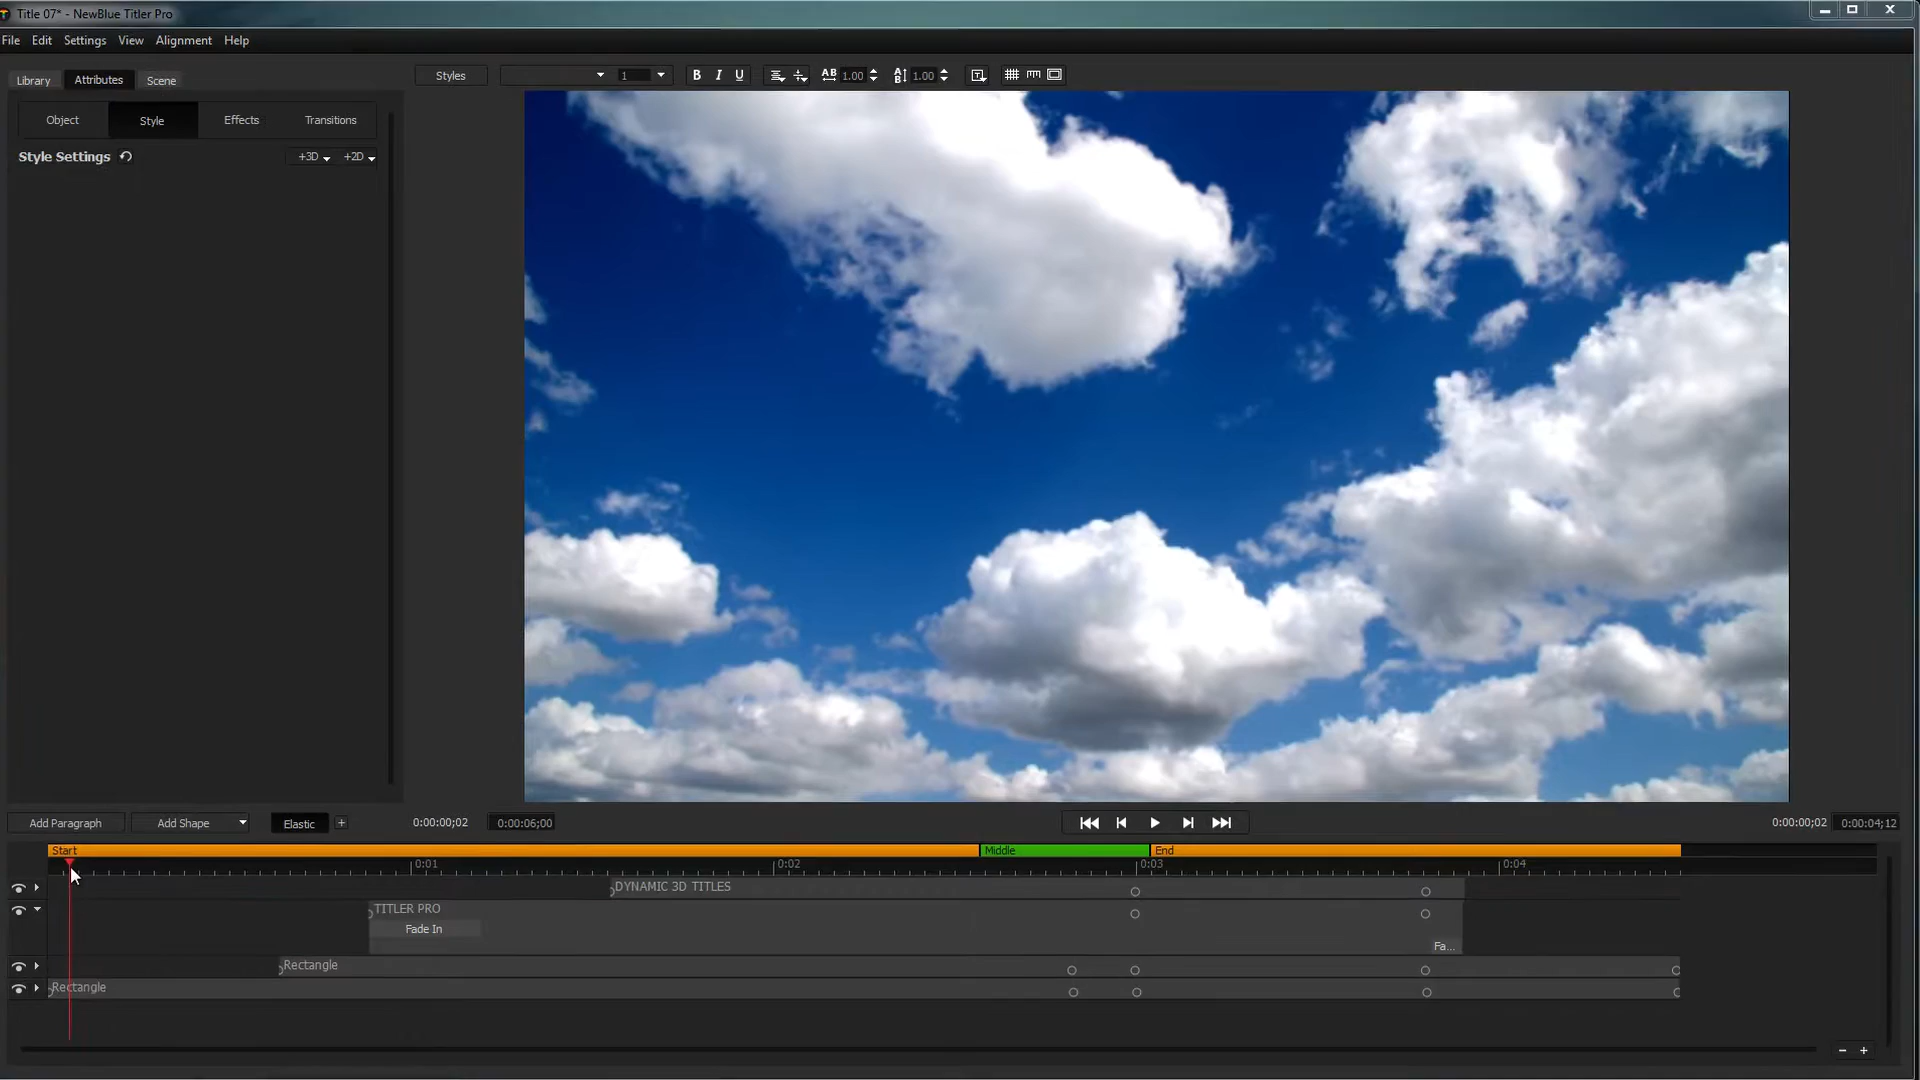 Title 07* - NewBlue Titler Pro
File Edit Settings View Alignment Help
Library Attributes Scene
Styles 1 B I U AB 1.00 AB 1.00 T
Object Style Effects Transitions
Style Settings +3D +2D
Add Paragraph Add Shape Elastic + 0:00:00;02 0:00:06;00 0:00:00;02 0:00:04;12
Start Middle End
0:01 0:02 0:03 0:04
DYNAMIC 3D TITLES
TITLER PRO
Fade In
Fa...
Rectangle
Rectangle